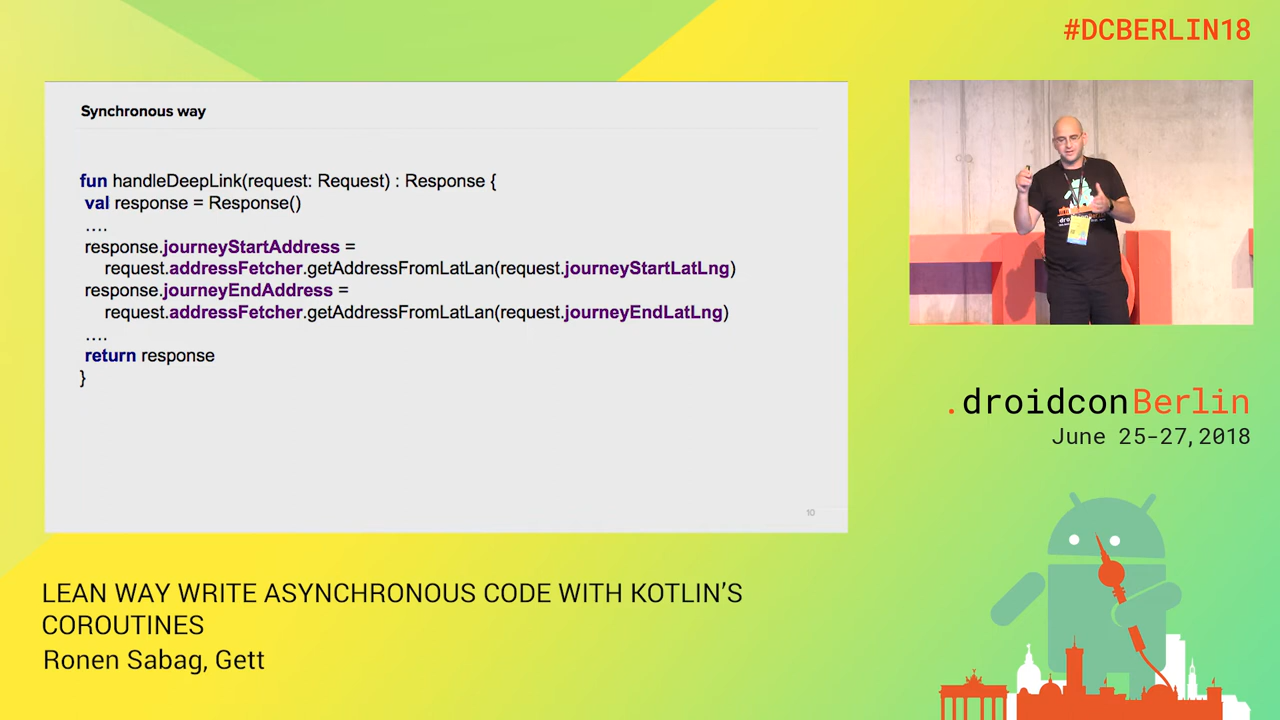 #DCBERLIN18
Synchronous way
fun handleDeepLink(request: Request) : Response {
val response = Response()
....
response.journeyStartAddress =
request.addressFetcher.getAddressFromLatLan(request.journeyStartLatLng)
response.journeyEndAddress =
request.addressFetcher.getAddressFromLatLan(request.journeyEndLatLng)
....
return response
}
10
.droidconBerlin
June 25-27,2018
LEAN WAY WRITE ASYNCHRONOUS CODE WITH KOTLIN'S
COROUTINES
Ronen Sabag, Gett